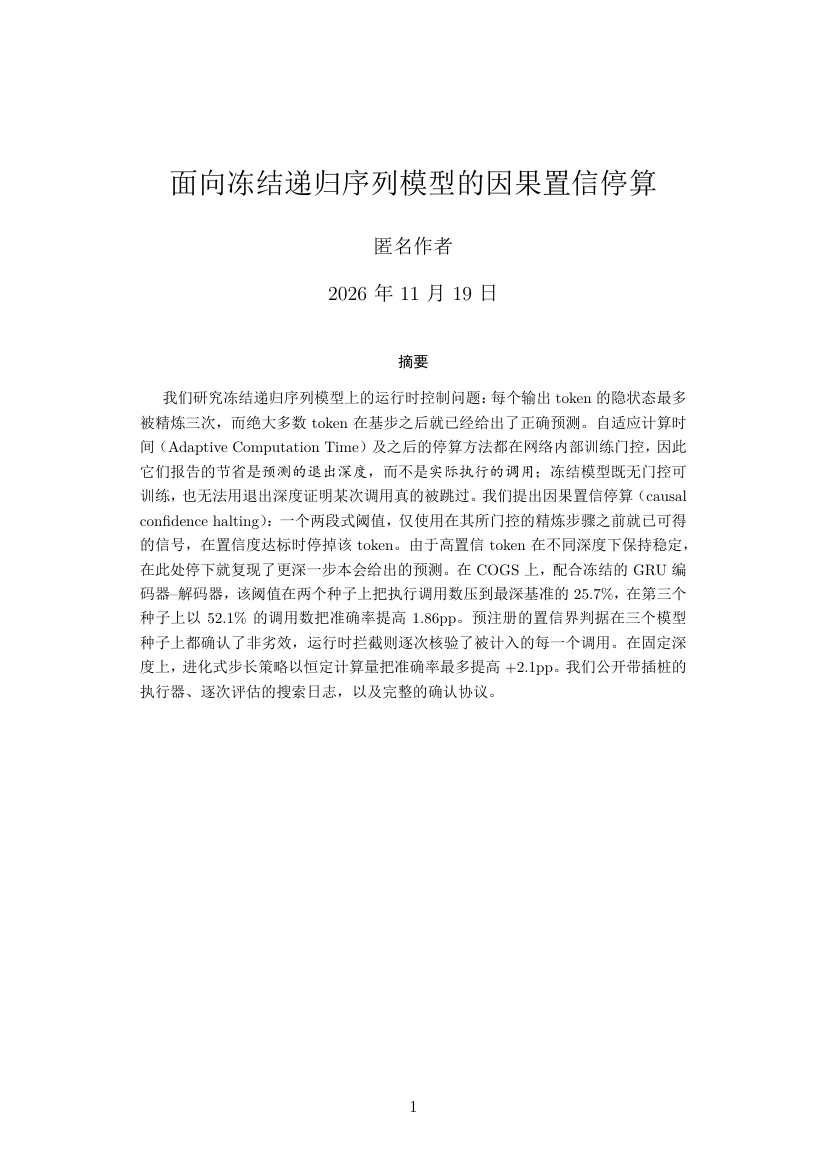 面向冻结递归序列模型的因果置信停算
匿名作者
2026 年 11 月 19 日
摘要
我们研究冻结递归序列模型上的运行时控制问题：每个输出 token 的隐状态最多
被精炼三次，而绝大多数 token 在基步之后就已经给出了正确预测。自适应计算时
间（Adaptive Computation Time）及之后的停算方法都在网络内部训练门控，因此
它们报告的节省是预测的退出深度，而不是实际执行的调用；冻结模型既无门控可
训练，也无法用退出深度证明某次调用真的被跳过。我们提出因果置信停算（causal
confidence halting）：一个两段式阈值，仅使用在其所门控的精炼步骤之前就已可得
的信号，在置信度达标时停掉该 token。由于高置信 token 在不同深度下保持稳定，
在此处停下就复现了更深一步本会给出的预测。在 COGS 上，配合冻结的 GRU 编
码器–解码器，该阈值在两个种子上把执行调用数压到最深基准的 25.7%，在第三个
种子上以 52.1% 的调用数把准确率提高 1.86pp。预注册的置信界判据在三个模型
种子上都确认了非劣效，运行时拦截则逐次核验了被计入的每一个调用。在固定深
度上，进化式步长策略以恒定计算量把准确率最多提高 +2.1pp。我们公开带插桩的
执行器、逐次评估的搜索日志，以及完整的确认协议。
1